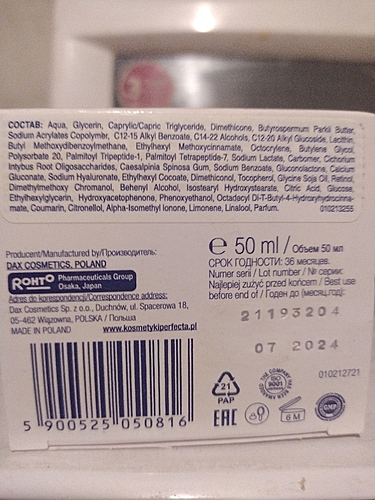 СОСТАВ: Aqua, Glycerin, Caprylic/Capric Triglyceride, Dimethicone, Butyrospermum Parkii Butter,
Sodium Acrylates Copolymer, C12-15 Alkyl Benzoate, C14-22 Alcohols, C12-20 Alkyl Glucoside, Lecithin,
Butyl Methoxydibenzoylmethane, Ethylhexyl Methoxycinnamate, Octocrylene, Butylene Glycol,
Polysorbate 20, Palmitoyl Tripeptide-1, Palmitoyl Tetrapeptide-7, Sodium Lactate, Carbomer, Cichorium
Intybus Root Oligosaccharides, Caesalpinia Spinosa Gum, Sodium Benzoate, Gluconolactone, Calcium
Gluconate, Sodium Hyaluronate, Ethylhexyl Cocoate, Dimethiconol, Tocopherol, Glycine Soja Oil, Retinol,
Dimethylmethoxy Chromanol, Behenyl Alcohol, Isostearyl Hydroxystearate, Citric Acid, Glucose,
Ethylhexylglycerin, Hydroxyacetophenone, Phenoxyethanol, Octadecyl Di-T-Butyl-4-Hydroxyhydrocinna-
mate, Coumarin, Citronellol, Alpha-Isomethyl Ionone, Limonene, Linalool, Parfum. 010213255
Producent/Manufactured by/Производитель:
DAX COSMETICS, POLAND
ROHTO Pharmaceuticals Group
Osaka, Japan
Adres do korespondencji/Correspondence address:
Dax Cosmetics Sp. z o.o., Duchnów, ul. Spacerowa 18,
05-462 Wiązowna, POLSKA / Польша
MADE IN POLAND www.kosmetykiperfecta.pl
5 900525 050816
℮ 50 ml / Объем 50 мл
СРОК ГОДНОСТИ: 36 месяцев.
Numer serii / Lot number / № серии:
Najlepiej zużyć przed końcem / Best use
before end of / Годен до (месяц.год):
21193204
07 2024
010212721
21
PAP
ISO
9001
EAC
6 M
GMP